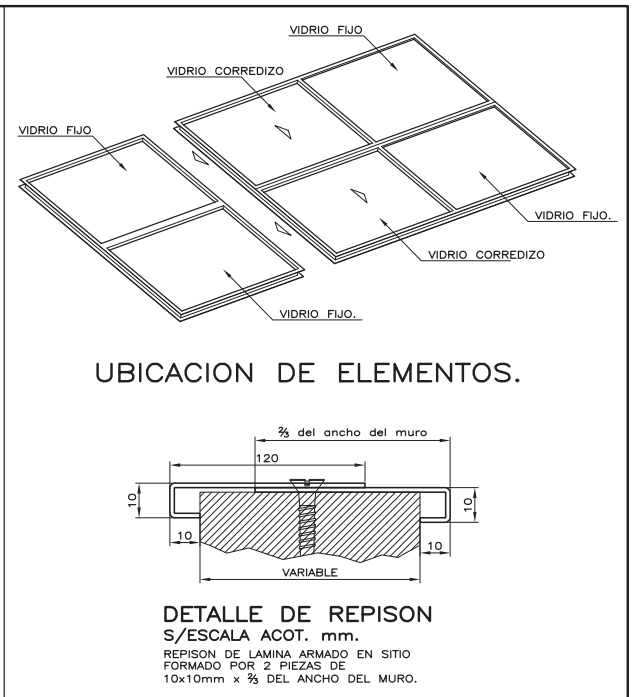 VIDRIO FIJO
VIDRIO CORREDIZO
VIDRIO FIJO
VIDRIO FIJO.
VIDRIO CORREDIZO
VIDRIO FIJO.
UBICACION DE ELEMENTOS.
⅔ del ancho del muro
120
10
10
10
10
VARIABLE
DETALLE DE REPISON
S/ESCALA ACOT. mm.
REPISON DE LAMINA ARMADO EN SITIO
FORMADO POR 2 PIEZAS DE
10x10mm x ⅔ DEL ANCHO DEL MURO.